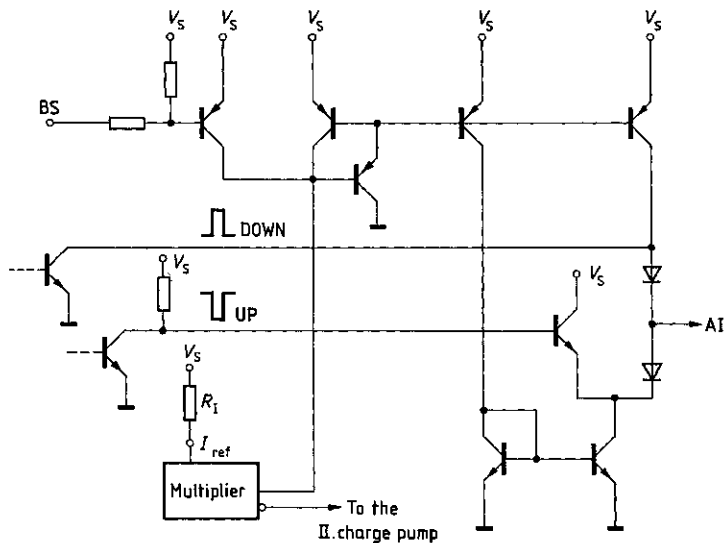 V_S V_S V_S V_S V_S
BS
DOWN
V_S
V_S
UP
AI
V_S
R_I
I_ref
Multiplier
To the
II.charge pump